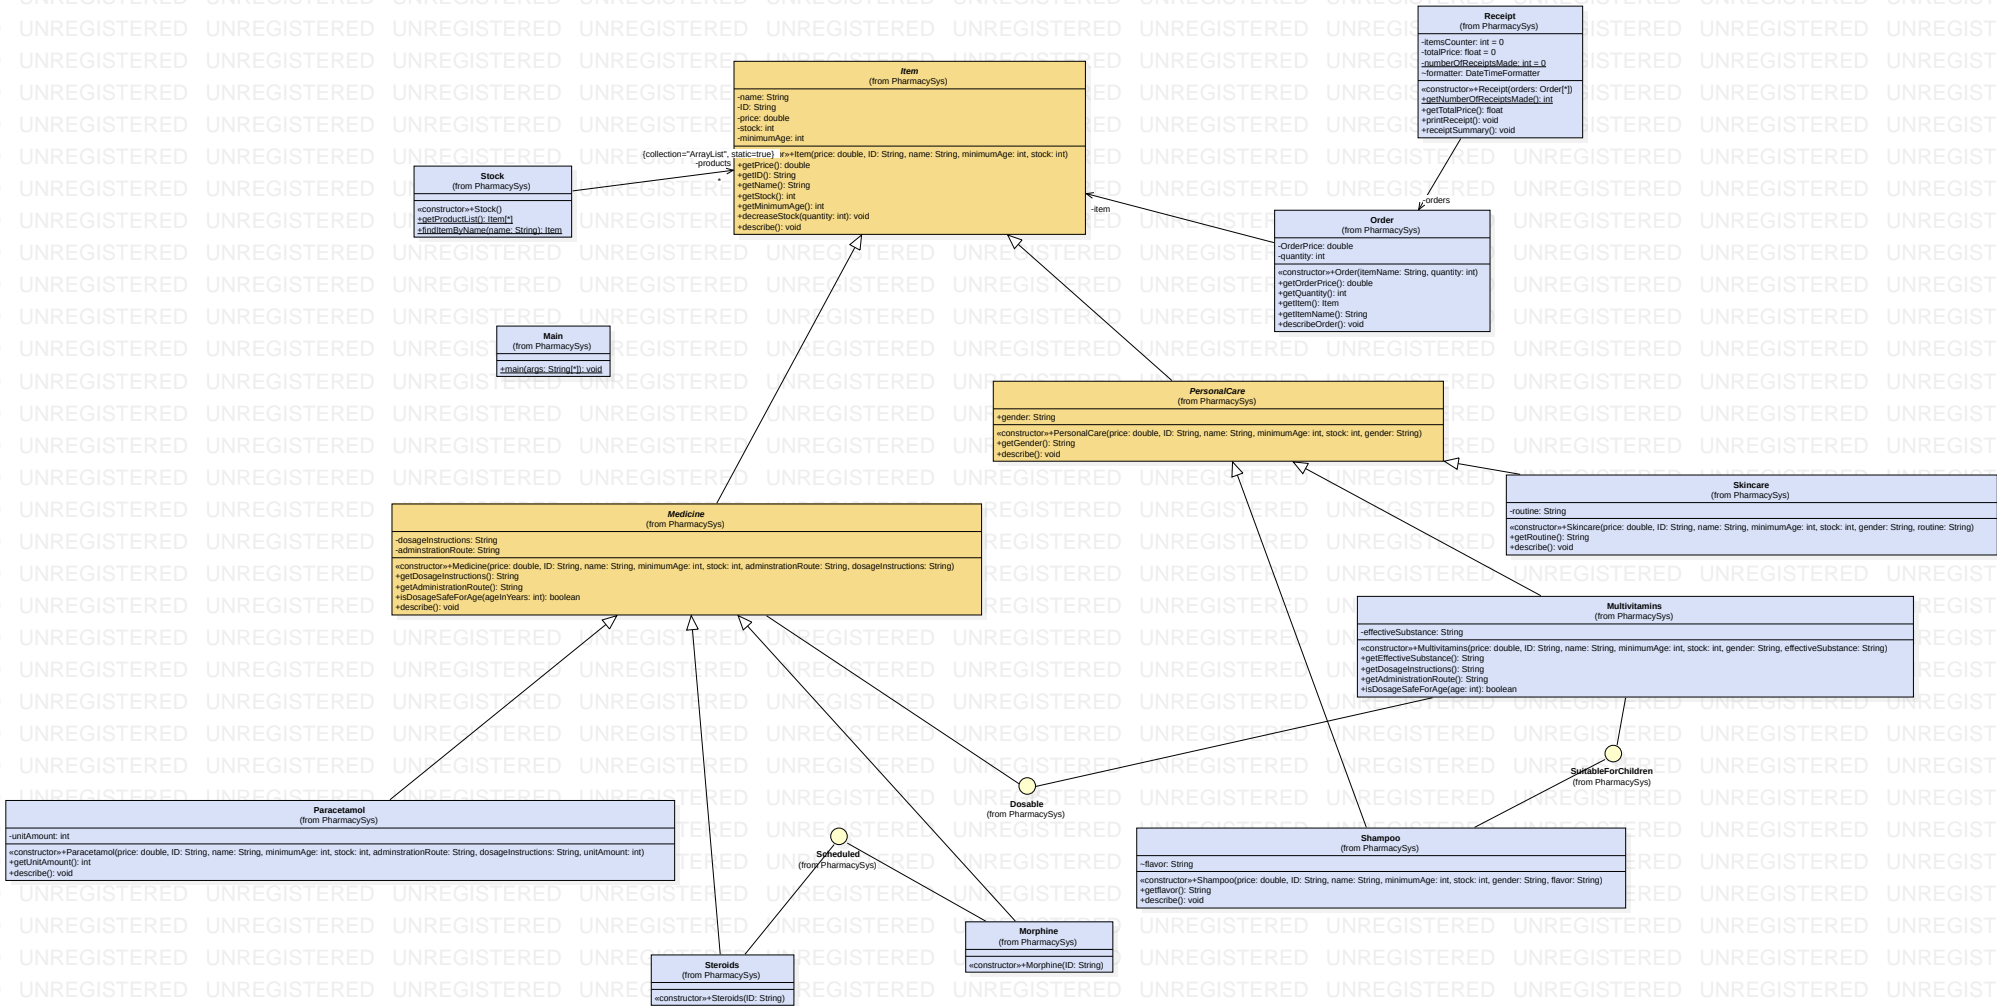 Receipt
(from PharmacySys)
-itemsCounter: int = 0
-totalPrice: float = 0
-numberOfReceiptsMade: int = 0
~formatter: DateTimeFormatter
«constructor»+Receipt(orders: Order[*])
+getNumberOfReceiptsMade(): int
+getTotalPrice(): float
+printReceipt(): void
+receiptSummary(): void
Item
(from PharmacySys)
-name: String
-ID: String
-price: double
-stock: int
-minimumAge: int
r»+Item(price: double, ID: String, name: String, minimumAge: int, stock: int)
+getPrice(): double
+getID(): String
+getName(): String
+getStock(): int
+getMinimumAge(): int
+decreaseStock(quantity: int): void
+describe(): void
{collection="ArrayList", static=true}
-products
*
Stock
(from PharmacySys)
«constructor»+Stock()
+getProductList(): Item[*]
+findItemByName(name: String): Item
-item
-orders
Order
(from PharmacySys)
-OrderPrice: double
-quantity: int
«constructor»+Order(itemName: String, quantity: int)
+getOrderPrice(): double
+getQuantity(): int
+getItem(): Item
+getItemName(): String
+describeOrder(): void
Main
(from PharmacySys)
+main(args: String[*]): void
PersonalCare
(from PharmacySys)
+gender: String
«constructor»+PersonalCare(price: double, ID: String, name: String, minimumAge: int, stock: int, gender: String)
+getGender(): String
+describe(): void
Skincare
(from PharmacySys)
-routine: String
«constructor»+Skincare(price: double, ID: String, name: String, minimumAge: int, stock: int, gender: String, routine: String)
+getRoutine(): String
+describe(): void
Medicine
(from PharmacySys)
-dosageInstructions: String
-adminstrationRoute: String
«constructor»+Medicine(price: double, ID: String, name: String, minimumAge: int, stock: int, adminstrationRoute: String, dosageInstructions: String)
+getDosageInstructions(): String
+getAdministrationRoute(): String
+isDosageSafeForAge(ageInYears: int): boolean
+describe(): void
Multivitamins
(from PharmacySys)
-effectiveSubstance: String
«constructor»+Multivitamins(price: double, ID: String, name: String, minimumAge: int, stock: int, gender: String, effectiveSubstance: String)
+getEffectiveSubstance(): String
+getDosageInstructions(): String
+getAdministrationRoute(): String
+isDosageSafeForAge(age: int): boolean
SuitableForChildren
(from PharmacySys)
Dosable
(from PharmacySys)
Paracetamol
(from PharmacySys)
-unitAmount: int
«constructor»+Paracetamol(price: double, ID: String, name: String, minimumAge: int, stock: int, adminstrationRoute: String, dosageInstructions: String, unitAmount: int)
+getUnitAmount(): int
+describe(): void
Scheduled
(from PharmacySys)
Shampoo
(from PharmacySys)
~flavor: String
«constructor»+Shampoo(price: double, ID: String, name: String, minimumAge: int, stock: int, gender: String, flavor: String)
+getflavor(): String
+describe(): void
Morphine
(from PharmacySys)
«constructor»+Morphine(ID: String)
Steroids
(from PharmacySys)
«constructor»+Steroids(ID: String)
UNREGISTERED